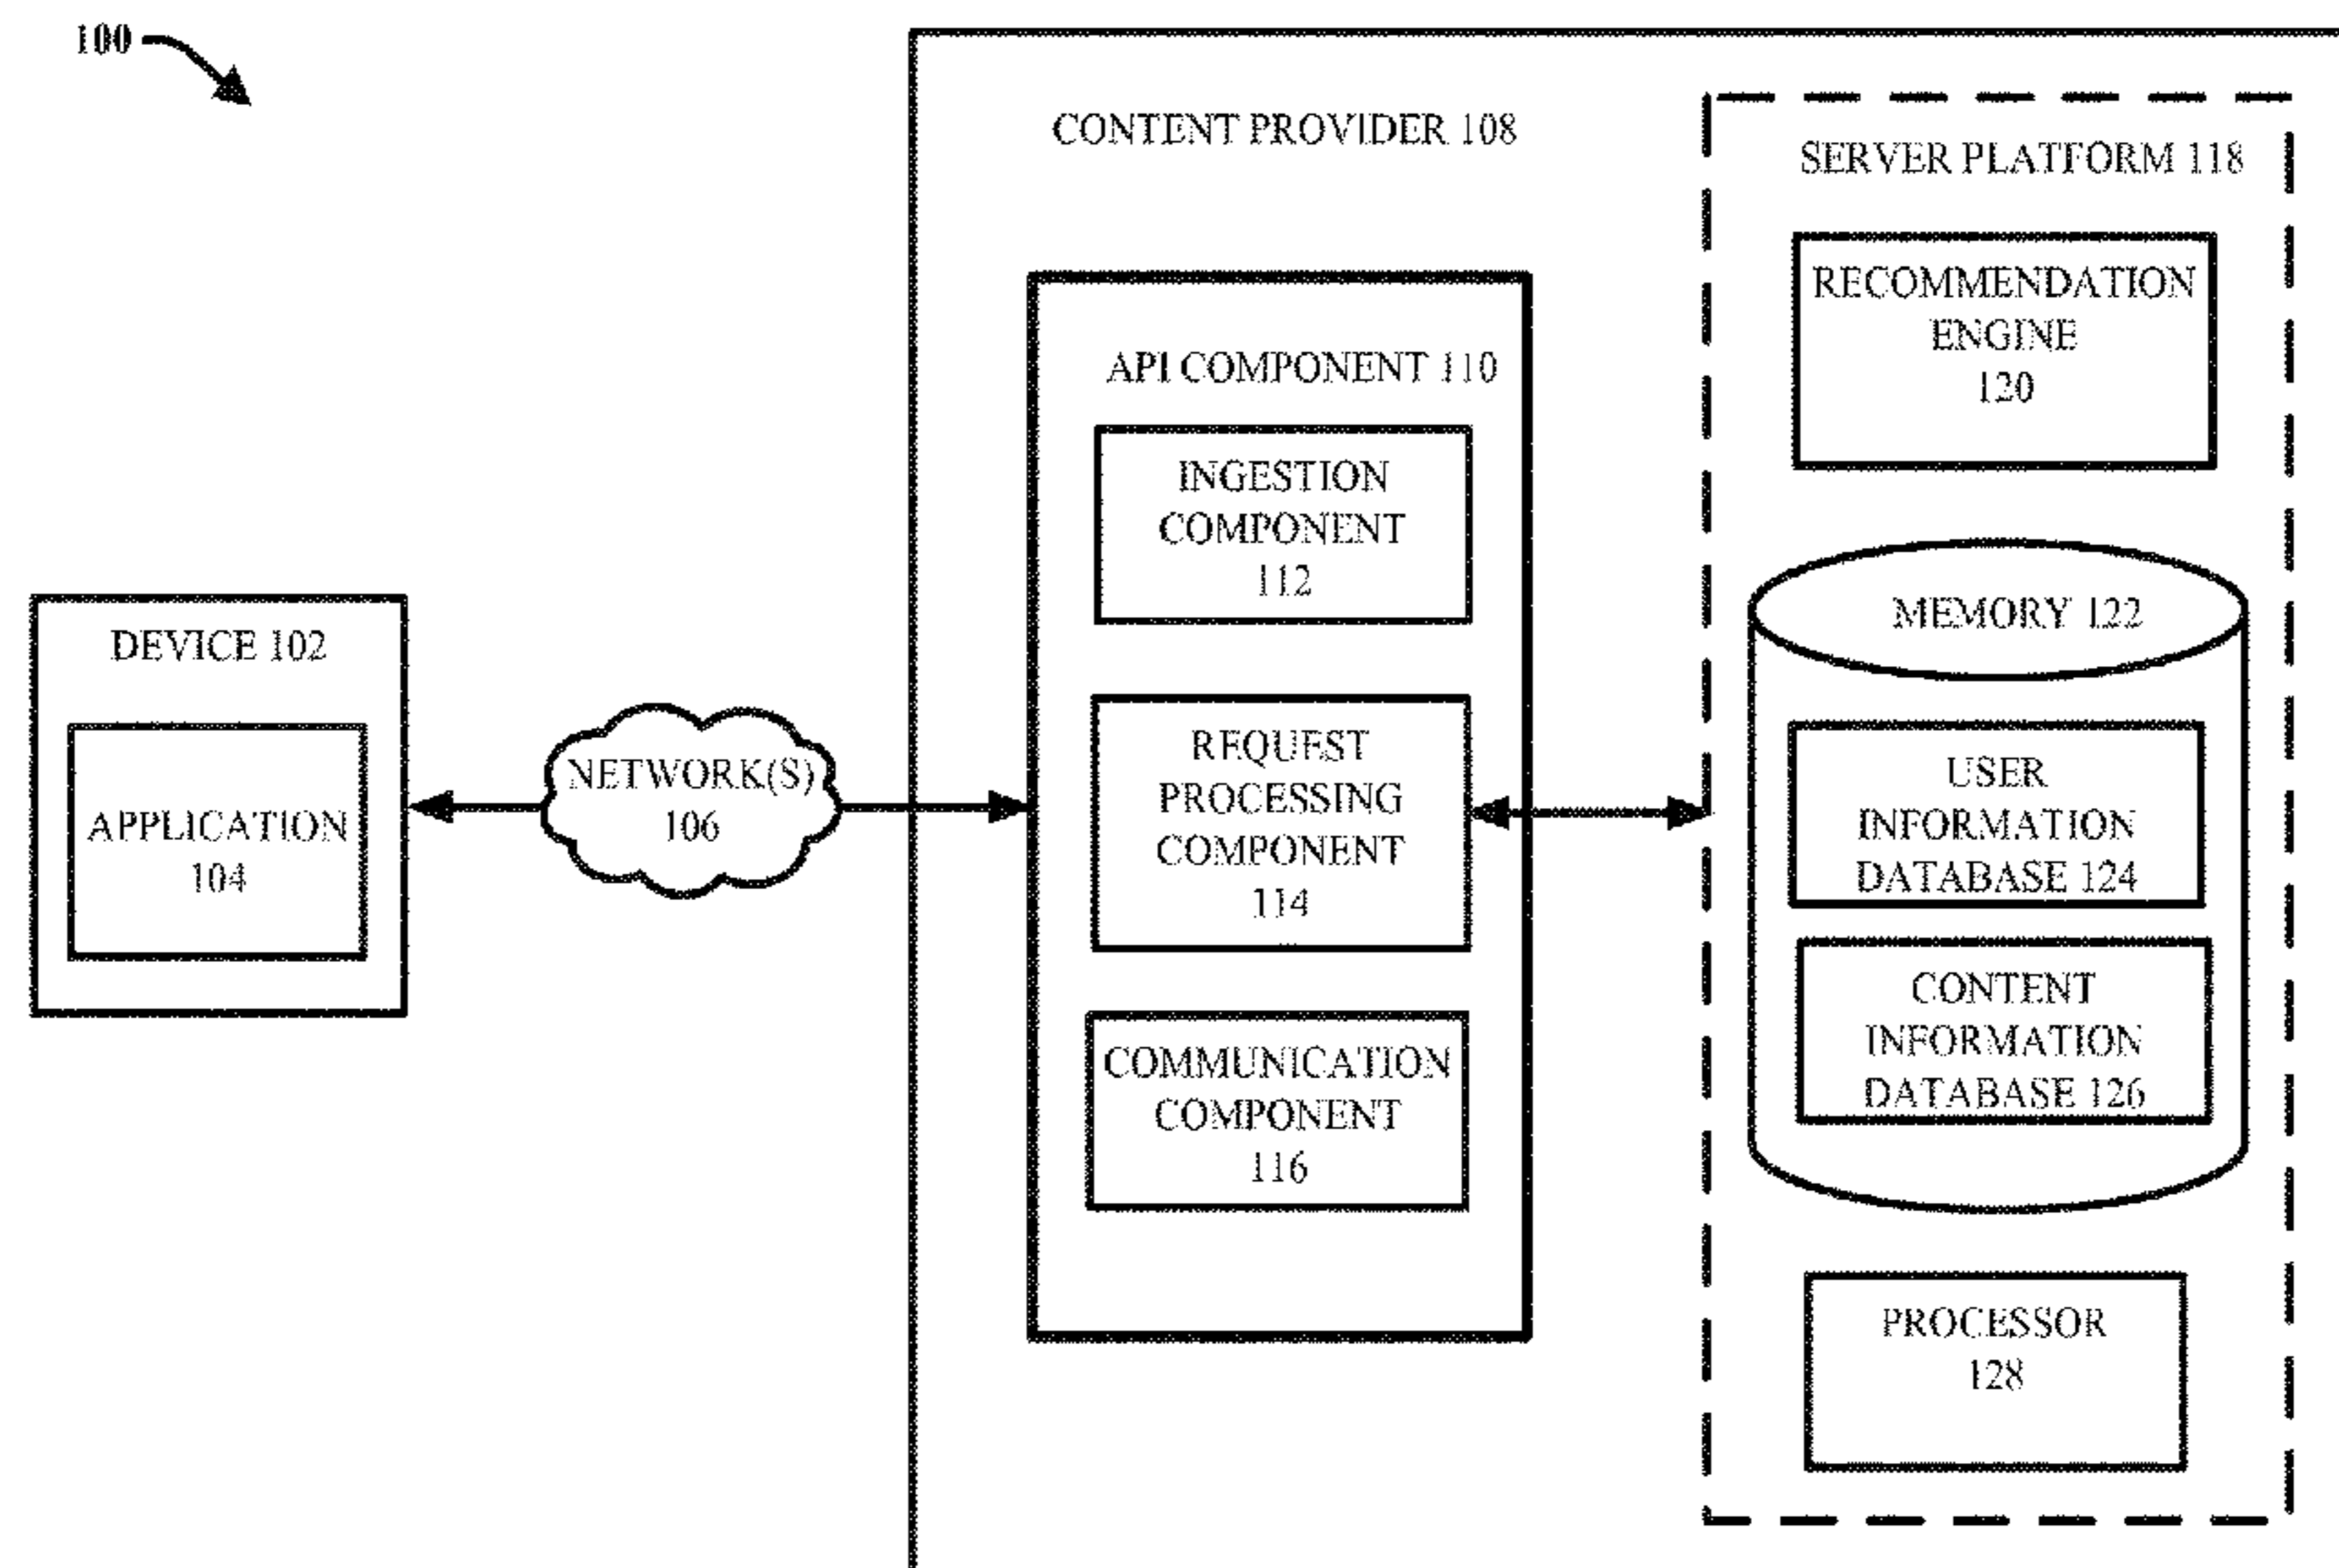 100
CONTENT PROVIDER 108
SERVER PLATFORM 118
RECOMMENDATION
ENGINE
120
API COMPONENT 110
INGESTION
COMPONENT
112
MEMORY 122
DEVICE 102
APPLICATION
104
NETWORK(S)
106
REQUEST
PROCESSING
COMPONENT
114
USER
INFORMATION
DATABASE 124
CONTENT
INFORMATION
DATABASE 126
COMMUNICATION
COMPONENT
116
PROCESSOR
128